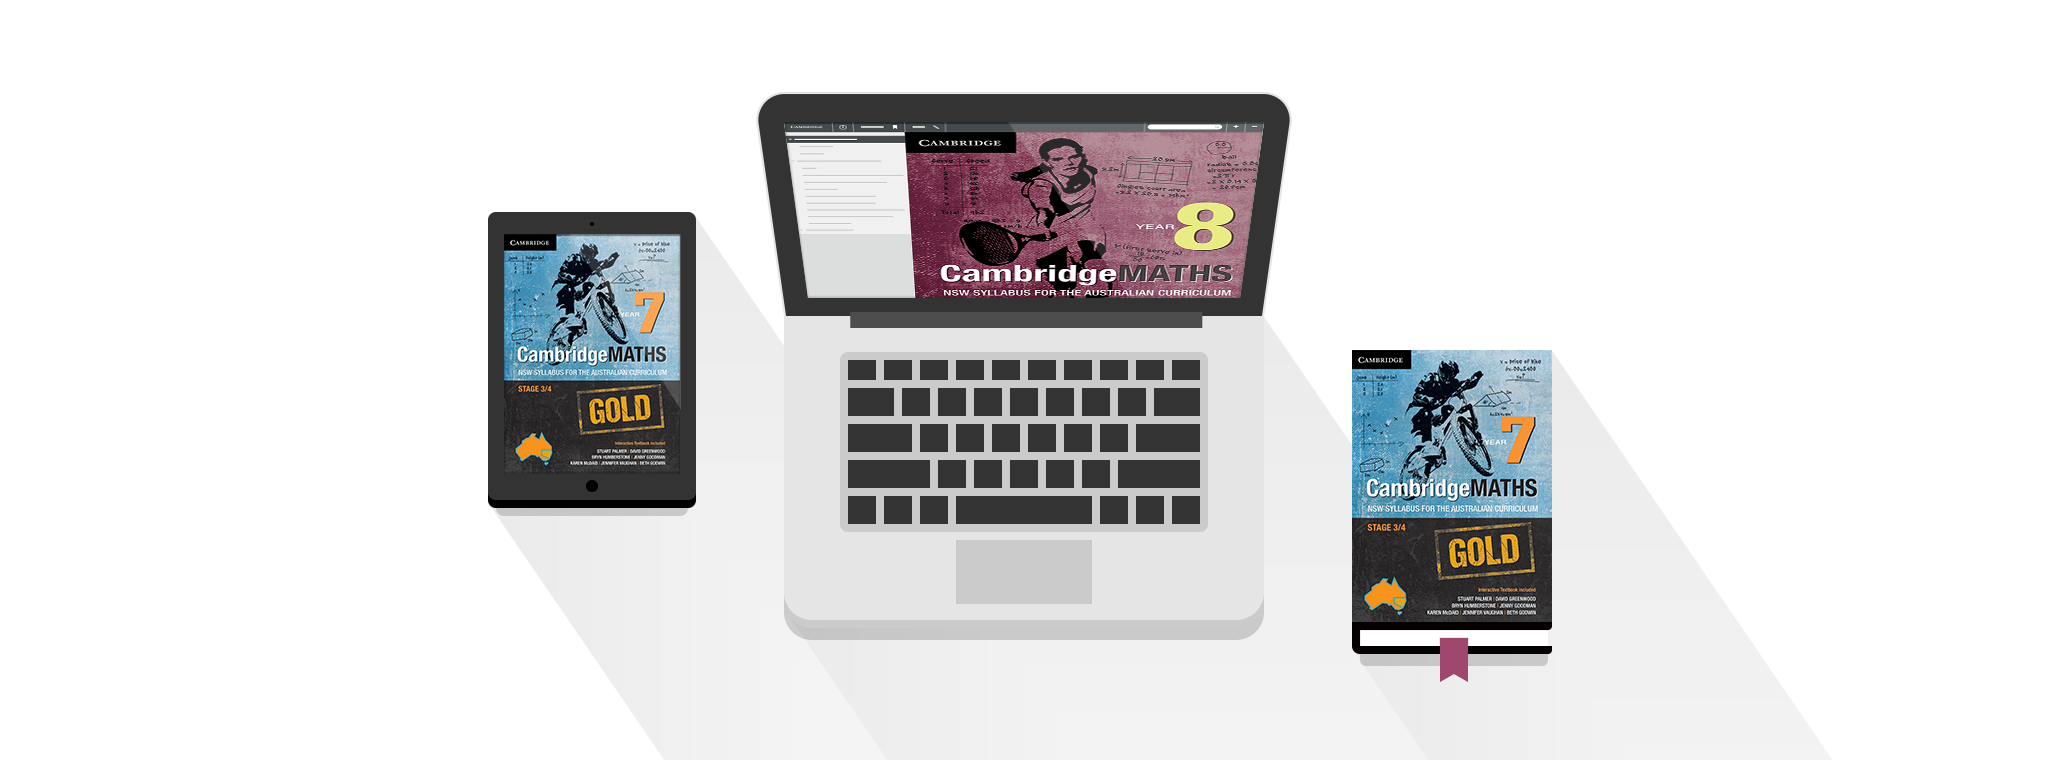 CAMBRIDGE
YEAR 7
CambridgeMATHS
NSW SYLLABUS FOR THE AUSTRALIAN CURRICULUM
STAGE 3/4
GOLD
Interactive Textbook included
STUART PALMER | DAVID GREENWOOD
BRYN HUMBERSTONE | JENNY GOODMAN
KAREN McDAID | JENNIFER VAUGHAN | BETH GODWIN
CAMBRIDGE
CAMBRIDGE
YEAR 8
CambridgeMATHS
NSW SYLLABUS FOR THE AUSTRALIAN CURRICULUM
CAMBRIDGE
YEAR 7
CambridgeMATHS
NSW SYLLABUS FOR THE AUSTRALIAN CURRICULUM
STAGE 3/4
GOLD
Interactive Textbook included
STUART PALMER | DAVID GREENWOOD
BRYN HUMBERSTONE | JENNY GOODMAN
KAREN McDAID | JENNIFER VAUGHAN | BETH GODWIN